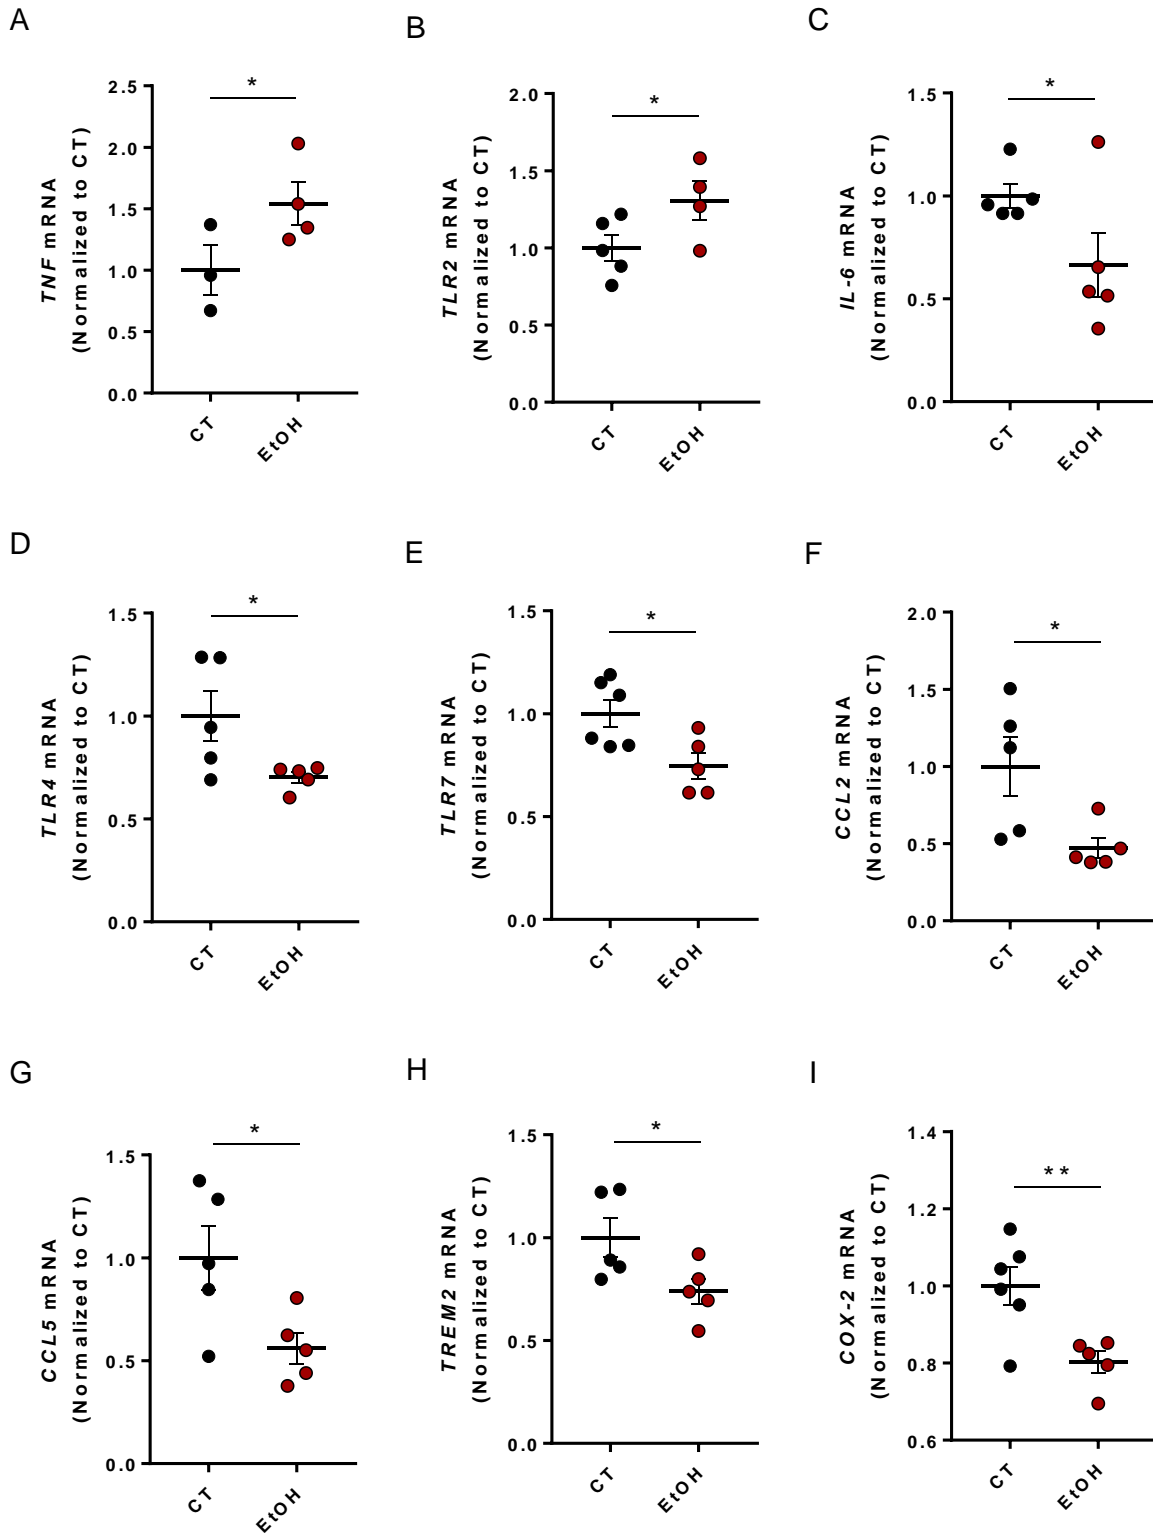 A
TNF mRNA
(Normalized to CT)
2.5
2.0
1.5
1.0
0.5
0.0
*
CT
EtOH
B
TLR2 mRNA
(Normalized to CT)
2.0
1.5
1.0
0.5
0.0
*
CT
EtOH
C
IL-6 mRNA
(Normalized to CT)
1.5
1.0
0.5
0.0
*
CT
EtOH
D
TLR4 mRNA
(Normalized to CT)
1.5
1.0
0.5
0.0
*
CT
EtOH
E
TLR7 mRNA
(Normalized to CT)
1.5
1.0
0.5
0.0
*
CT
EtOH
F
CCL2 mRNA
(Normalized to CT)
2.0
1.5
1.0
0.5
0.0
*
CT
EtOH
G
CCL5 mRNA
(Normalized to CT)
1.5
1.0
0.5
0.0
*
CT
EtOH
H
TREM2 mRNA
(Normalized to CT)
1.5
1.0
0.5
0.0
*
CT
EtOH
I
COX-2 mRNA
(Normalized to CT)
1.4
1.2
1.0
0.8
0.6
**
CT
EtOH